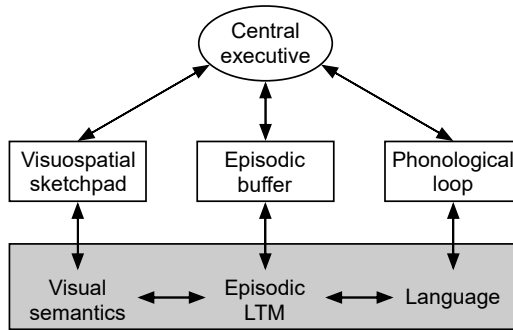 Central
executive
Visuospatial
sketchpad
Episodic
buffer
Phonological
loop
Visual
semantics
Episodic
LTM
Language